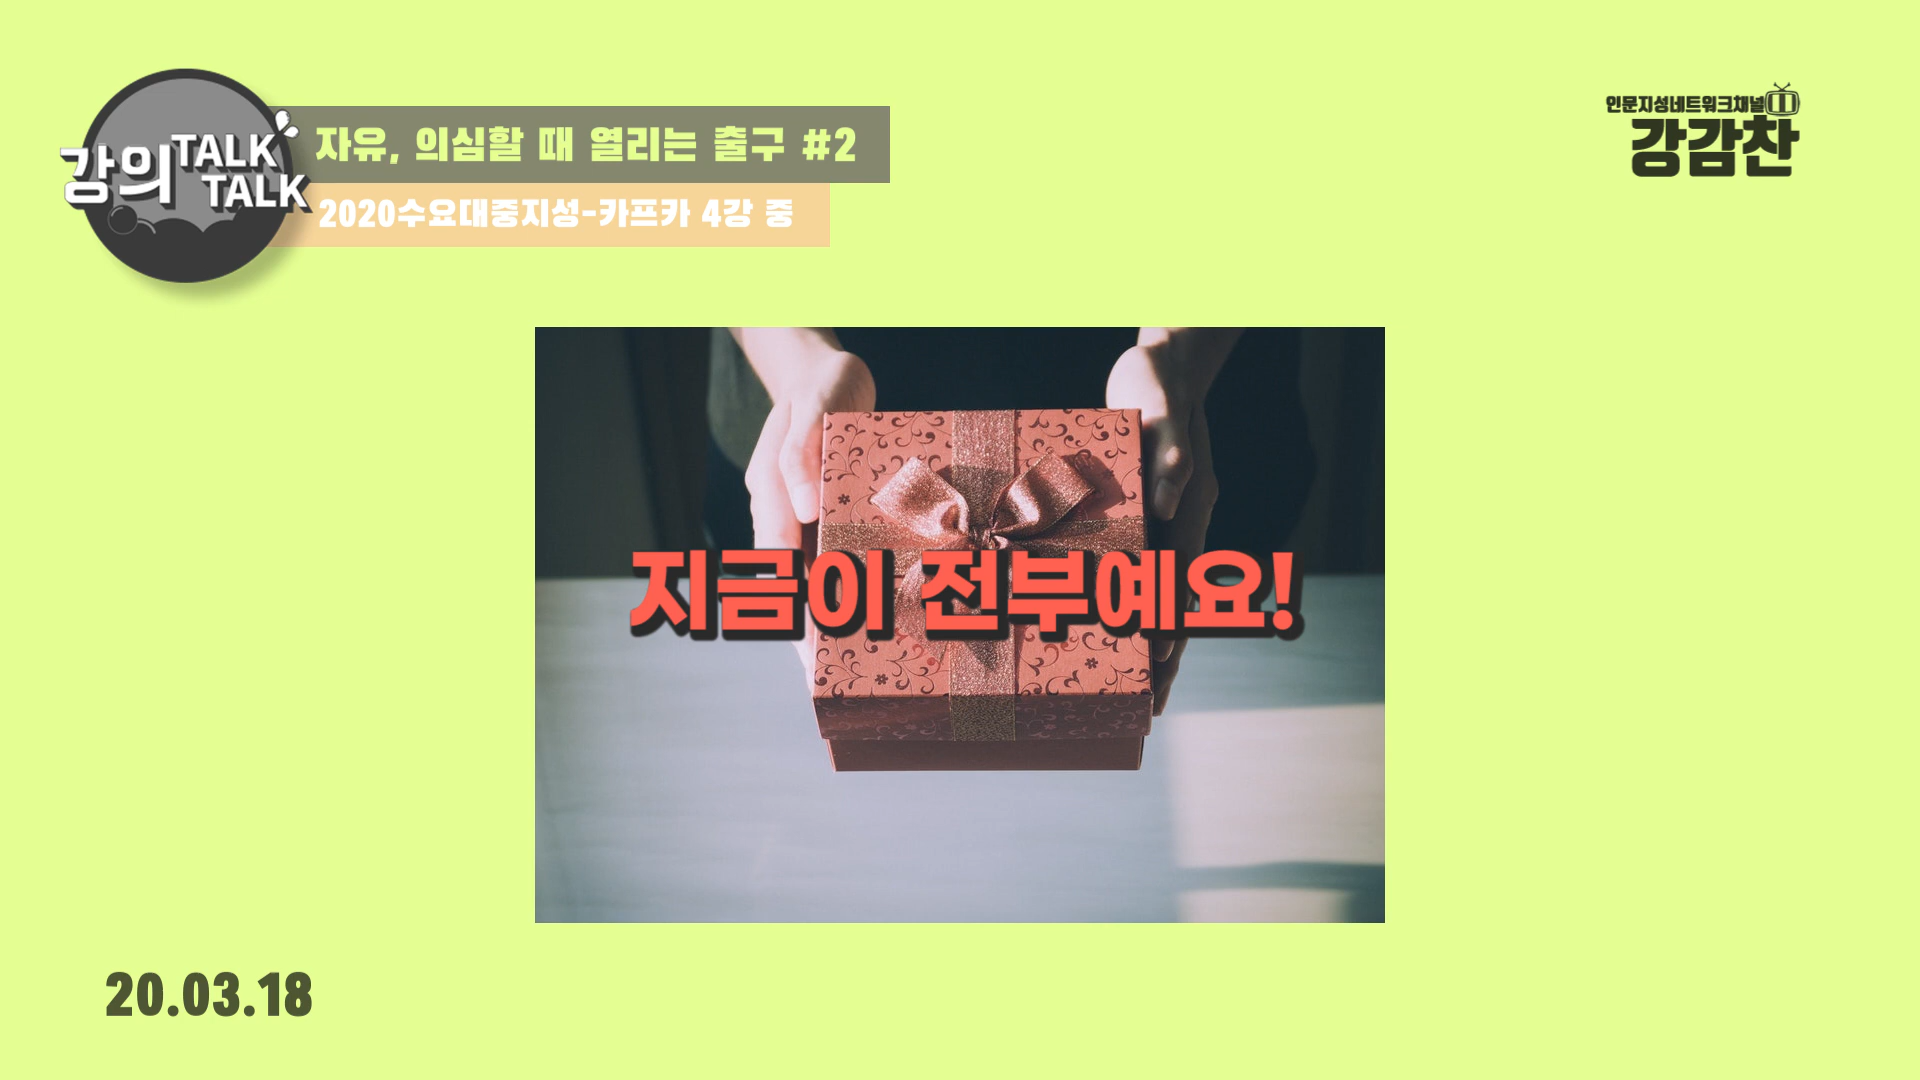 강의 TALK TALK
자유, 의심할 때 열리는 출구 #2
2020수요대중지성-카프카 4강 중
인문지성네트워크채널
강감찬
지금이 전부예요!
20.03.18